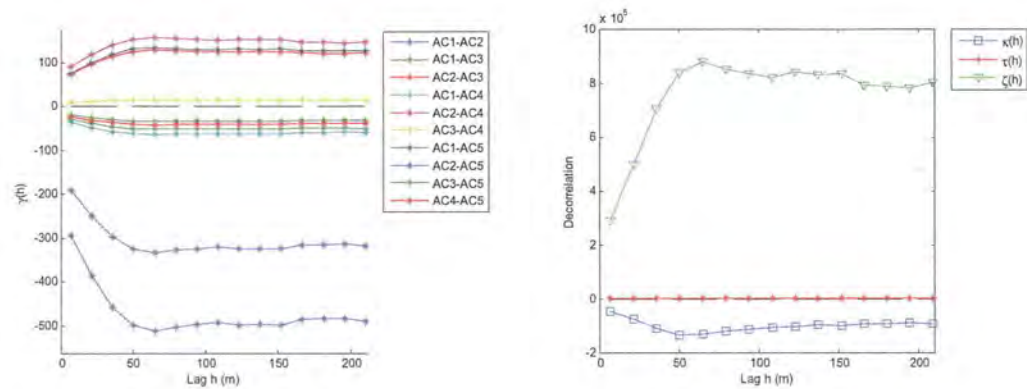 100
0
-100
-200
-300
-400
-500
γ(h)
0
50
100
150
200
Lag h (m)
AC1-AC2
AC1-AC3
AC2-AC3
AC1-AC4
AC2-AC4
AC3-AC4
AC1-AC5
AC2-AC5
AC3-AC5
AC4-AC5
x 10⁵
10
8
6
4
2
0
-2
Decorrelation
0
50
100
150
200
Lag h (m)
κ(h)
τ(h)
ζ(h)